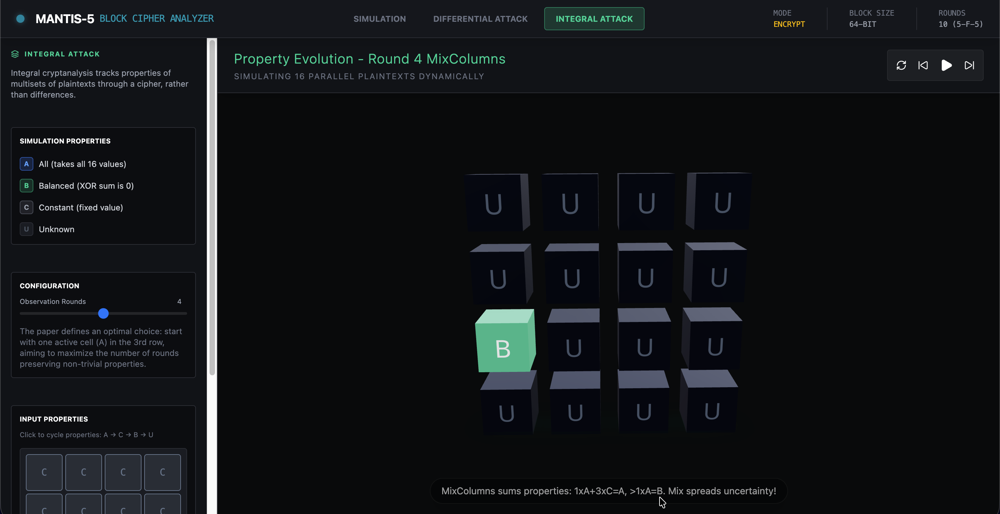 MANTIS-5 BLOCK CIPHER ANALYZER
SIMULATION
DIFFERENTIAL ATTACK
INTEGRAL ATTACK
MODE
ENCRYPT
BLOCK SIZE
64-BIT
ROUNDS
10 (5-F-5)
INTEGRAL ATTACK
Integral cryptanalysis tracks properties of
multisets of plaintexts through a cipher, rather
than differences.
SIMULATION PROPERTIES
A All (takes all 16 values)
B Balanced (XOR sum is 0)
C Constant (fixed value)
U Unknown
CONFIGURATION
Observation Rounds 4
The paper defines an optimal choice: start
with one active cell (A) in the 3rd row,
aiming to maximize the number of rounds
preserving non-trivial properties.
INPUT PROPERTIES
Click to cycle properties: A → C → B → U
C C C C
C C C C
Property Evolution - Round 4 MixColumns
SIMULATING 16 PARALLEL PLAINTEXTS DYNAMICALLY
U U U U
U U U U
B U U U
U U U U
MixColumns sums properties: 1xA+3xC=A, >1xA=B. Mix spreads uncertainty!